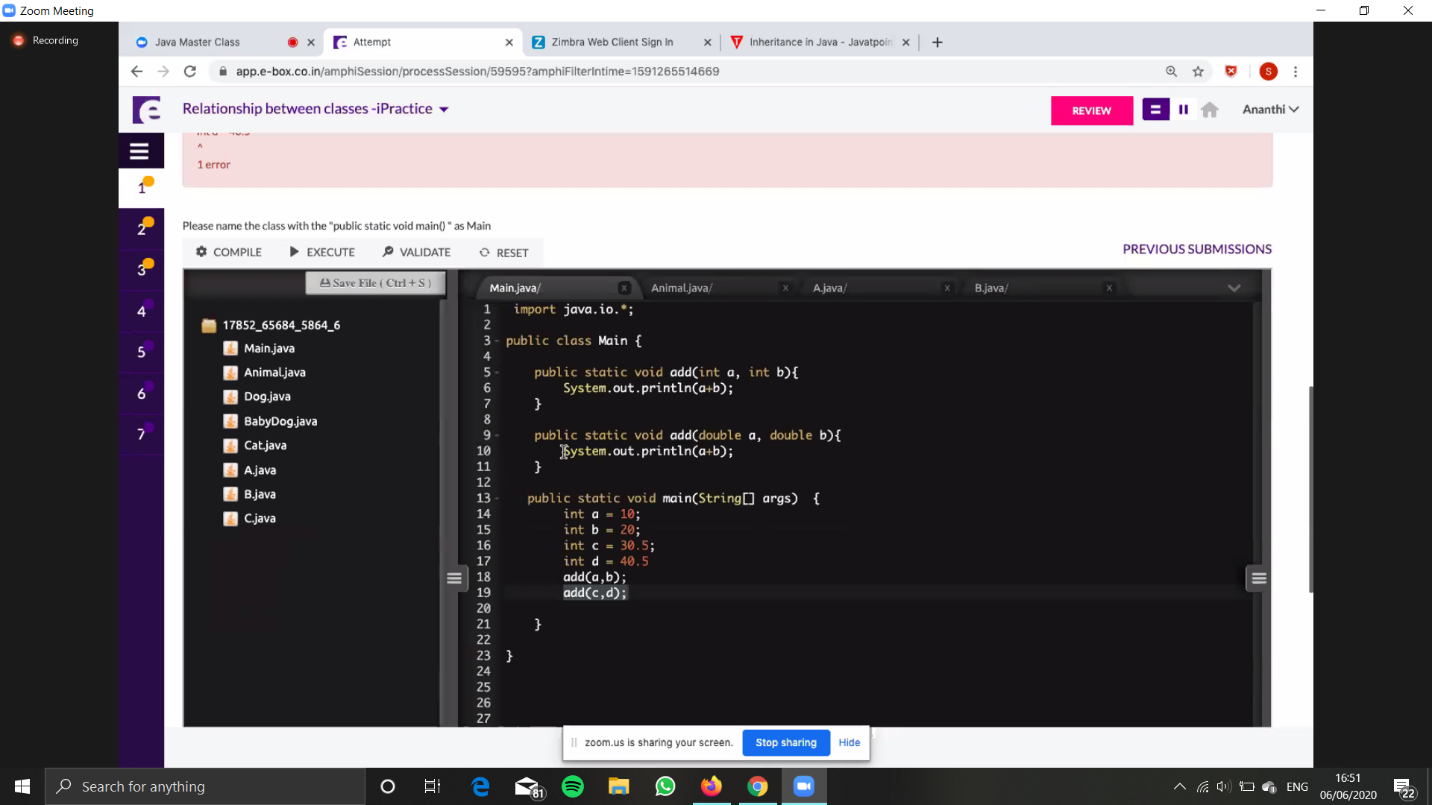 Zoom Meeting
Recording
Java Master Class
Attempt
Zimbra Web Client Sign In
Inheritance in Java - Javatpoin
app.e-box.co.in/amphiSession/processSession/59595?amphiFilterIntime=1591265514669
S
Relationship between classes -iPractice
REVIEW
Ananthi
^
1 error
1
2
3
4
5
6
7
Please name the class with the "public static void main() " as Main
COMPILE
EXECUTE
VALIDATE
RESET
PREVIOUS SUBMISSIONS
Save File ( Ctrl + S )
17852_65684_5864_6
Main.java
Animal.java
Dog.java
BabyDog.java
Cat.java
A.java
B.java
C.java
Main.java/
Animal.java/
A.java/
B.java/
1 import java.io.*;
2
3 public class Main {
4
5 public static void add(int a, int b){
6 System.out.println(a+b);
7 }
8
9 public static void add(double a, double b){
10 System.out.println(a+b);
11 }
12
13 public static void main(String[] args) {
14 int a = 10;
15 int b = 20;
16 int c = 30.5;
17 int d = 40.5
18 add(a,b);
19 add(c,d);
20
21 }
22
23 }
24
25
26
27
zoom.us is sharing your screen.
Stop sharing
Hide
Search for anything
81
ENG
16:51
06/06/2020
22